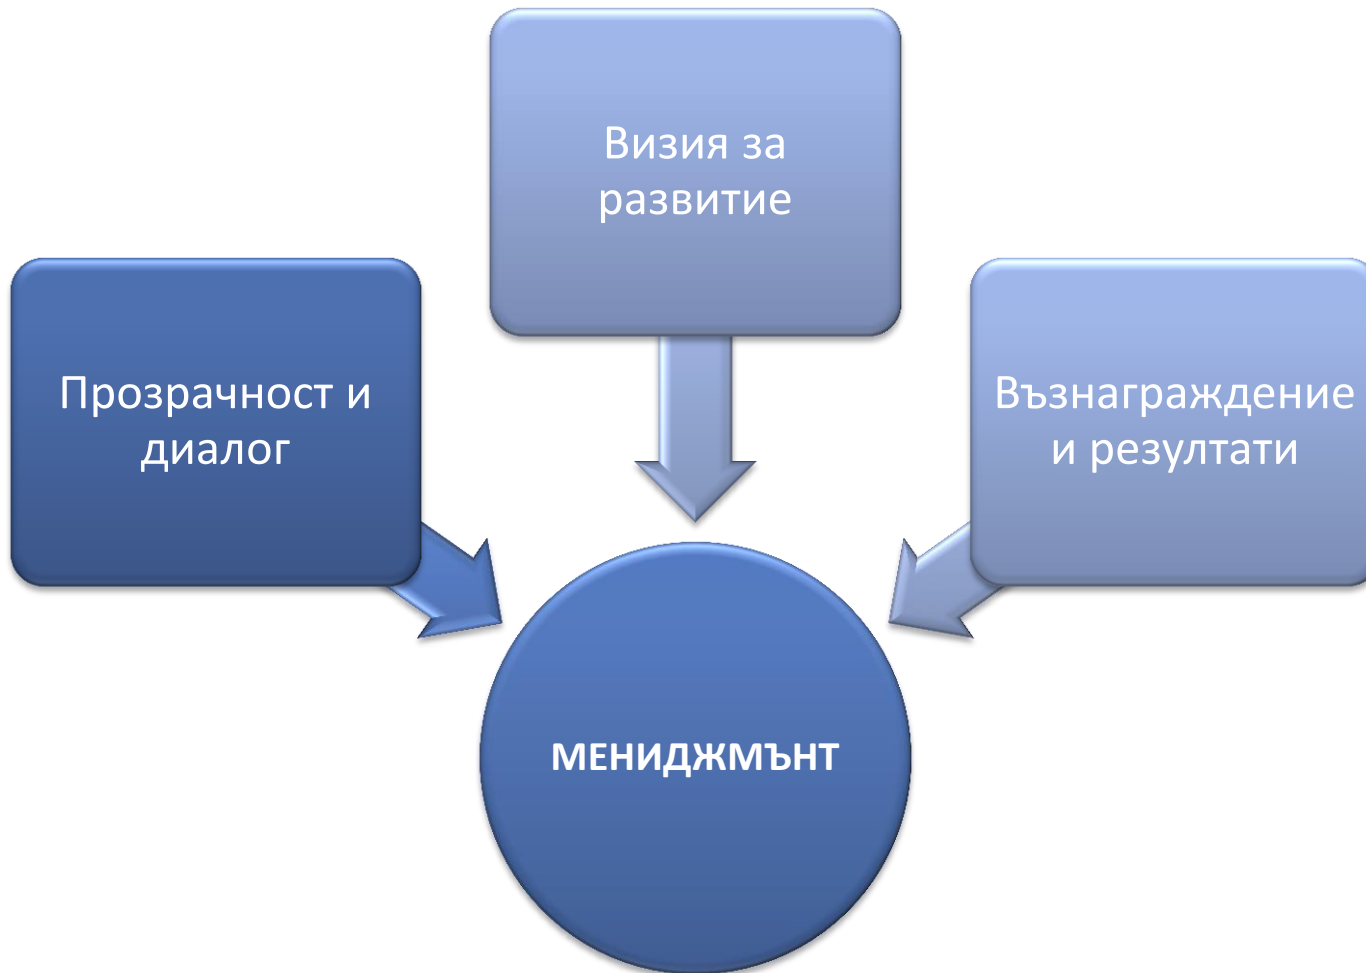 Визия за
развитие
Прозрачност и
диалог
Възнаграждение
и резултати
МЕНИДЖМЪНТ